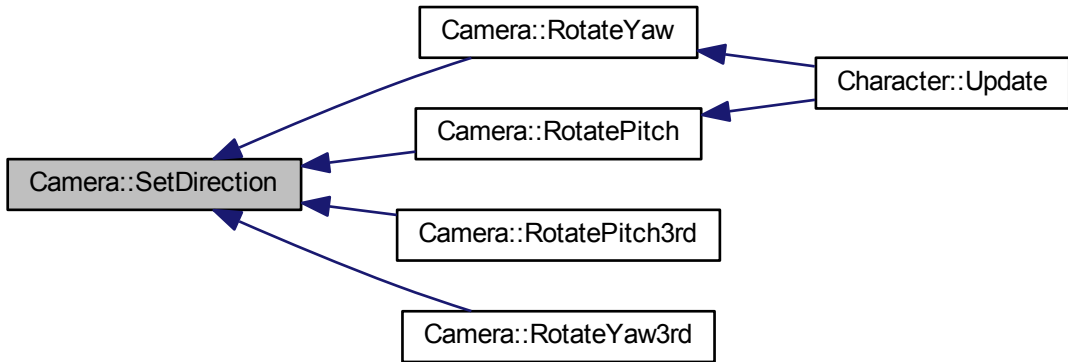 Camera::RotateYaw
Character::Update
Camera::RotatePitch
Camera::SetDirection
Camera::RotatePitch3rd
Camera::RotateYaw3rd